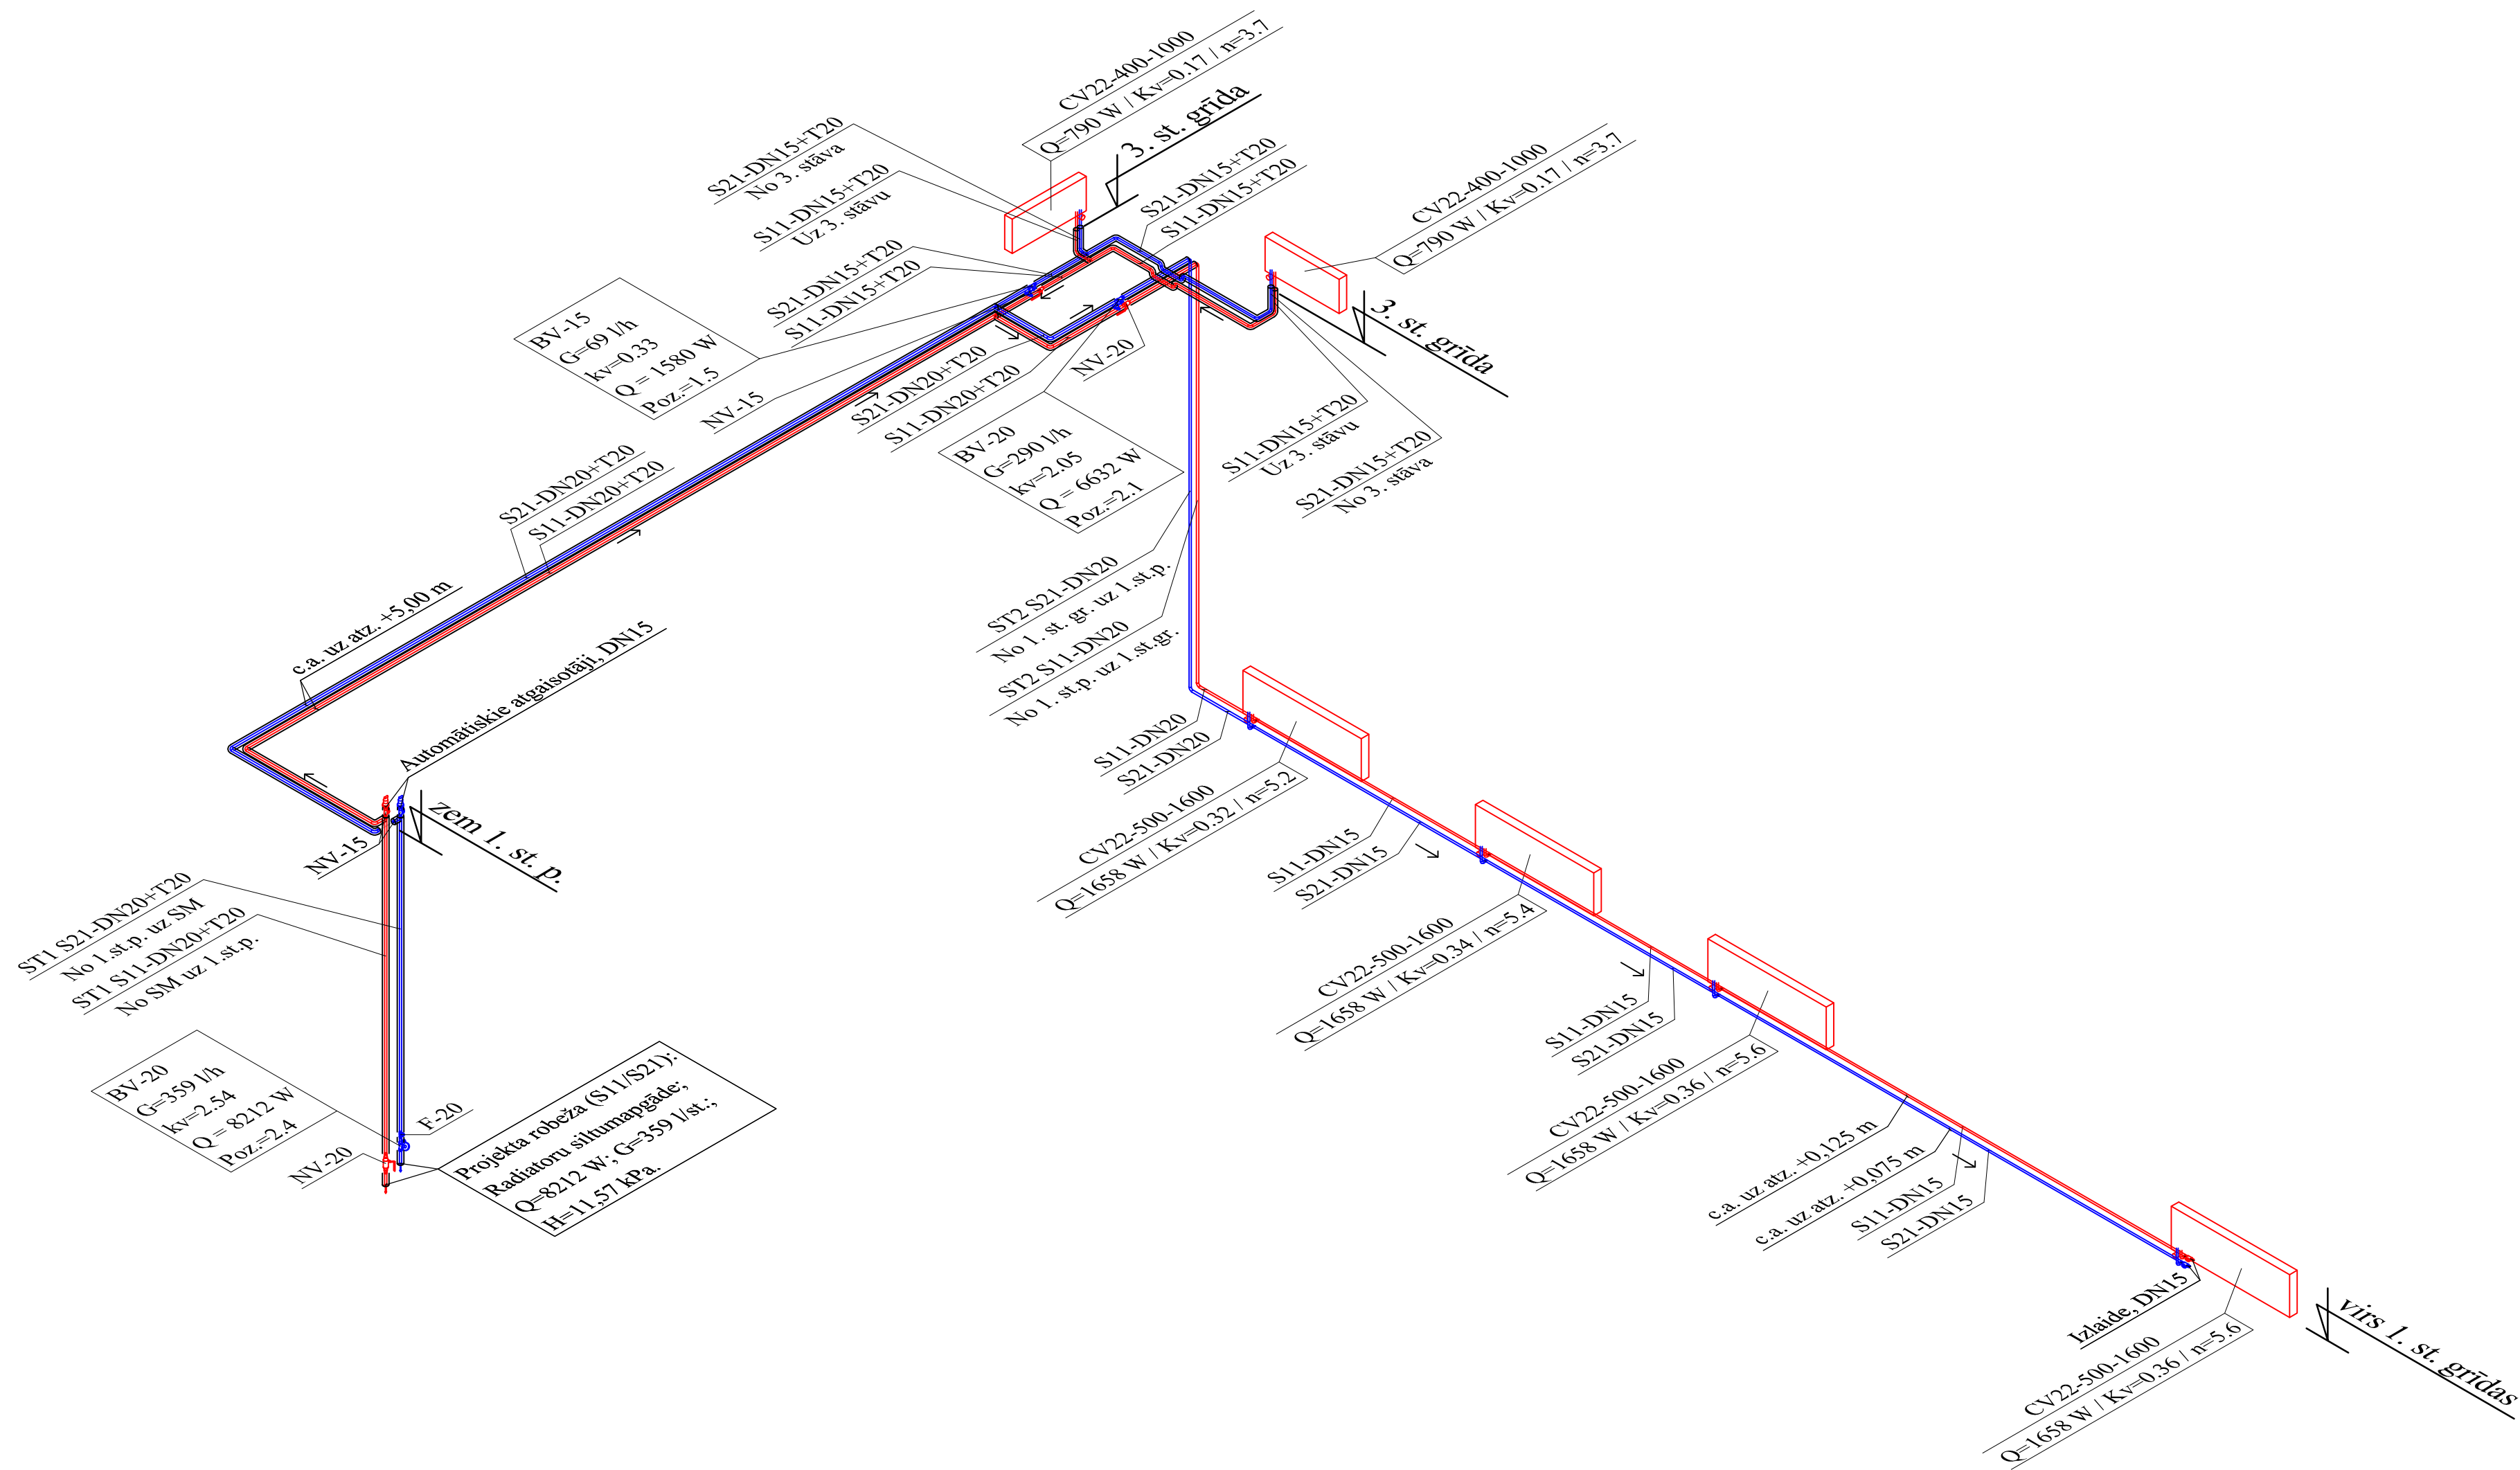 CV22-400-1000
Q=790 W / Kv=0.17 / n=3.7
3. st. grīda
S21-DN15+T20
No 3. stāva
S11-DN15+T20
Uz 3. stāvu
S21-DN15+T20
S11-DN15+T20
S21-DN15+T20
S11-DN15+T20
CV22-400-1000
Q=790 W / Kv=0.17 / n=3.7
3. st. grīda
BV-15
G=69 l/h
kv=0.33
Q = 1580 W
Poz.=1.5
NV-15
S21-DN20+T20
S11-DN20+T20
NV-20
BV-20
G=290 l/h
kv=2.05
Q = 6632 W
Poz.=2.1
S11-DN15+T20
Uz 3. stāvu
S21-DN15+T20
No 3. stāva
S21-DN20+T20
S11-DN20+T20
c.a. uz atz. +5,00 m
Automātiskie atgaisotāji, DN15
ST2 S21-DN20
No 1. st. gr. uz 1.st.p.
ST2 S11-DN20
No 1. st.p. uz 1.st.gr.
zem 1. st. p.
NV-15
ST1 S21-DN20+T20
No 1.st.p. uz SM
ST1 S11-DN20+T20
No SM uz 1.st.p.
BV-20
G=359 l/h
kv=2.54
Q = 8212 W
Poz.=2.4
NV-20
F-20
Projekta robeža (S11/S21):
Radiatoru siltumapgāde;
Q=8212 W; G=359 l/st.;
H=11,57 kPa.
S11-DN20
S21-DN20
CV22-500-1600
Q=1658 W / Kv=0.32 / n=5.2
S11-DN15
S21-DN15
CV22-500-1600
Q=1658 W / Kv=0.34 / n=5.4
S11-DN15
S21-DN15
CV22-500-1600
Q=1658 W / Kv=0.36 / n=5.6
c.a. uz atz. +0,125 m
c.a. uz atz. +0,075 m
S11-DN15
S21-DN15
Izlaide, DN15
CV22-500-1600
Q=1658 W / Kv=0.36 / n=5.6
virs 1. st. grīdas